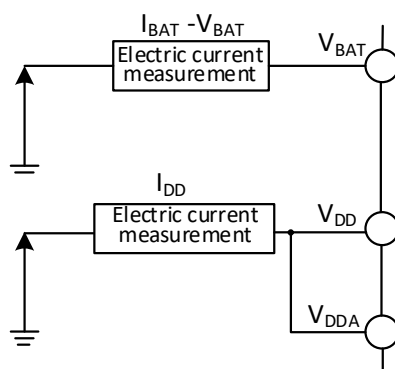 IBAT -VBAT
Electric current
measurement
VBAT
IDD
Electric current
measurement
VDD
VDDA